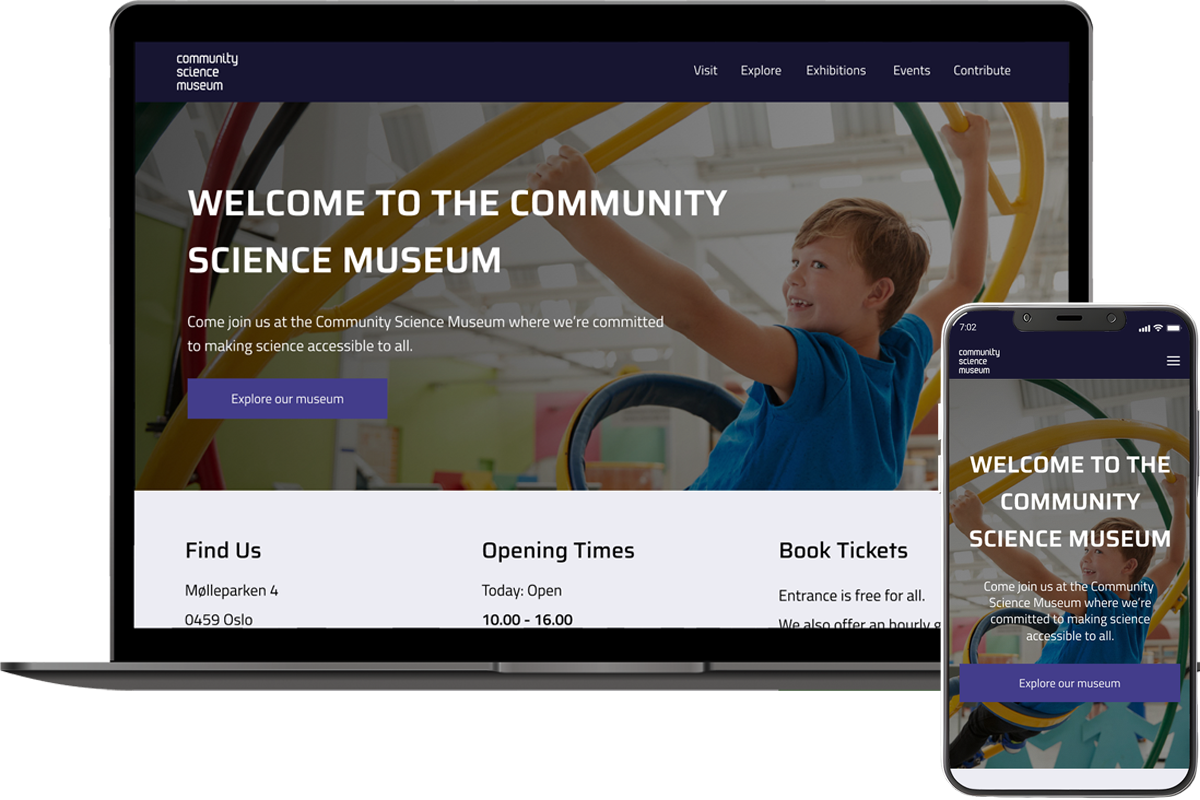 community
science
museum
Visit Explore Exhibitions Events Contribute
WELCOME TO THE COMMUNITY
SCIENCE MUSEUM
Come join us at the Community Science Museum where we’re committed
to making science accessible to all.
Explore our museum
Find Us
Mølleparken 4
0459 Oslo
Opening Times
Today: Open
10.00 - 16.00
Book Tickets
Entrance is free for all.
We also offer an hourly g
7:02
community
science
museum
WELCOME TO THE
COMMUNITY
SCIENCE MUSEUM
Come join us at the Community
Science Museum where we’re
committed to making science
accessible to all.
Explore our museum